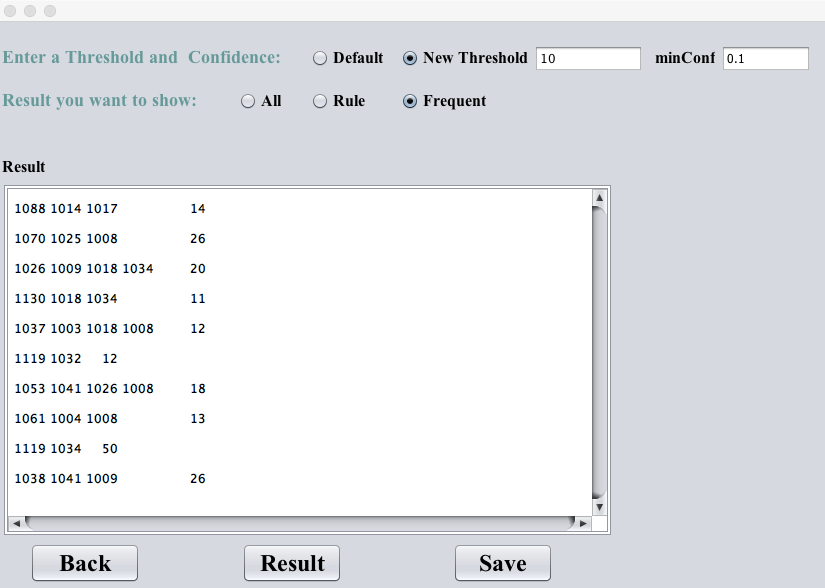 Enter a Threshold and Confidence: Default New Threshold 10 minConf 0.1
Result you want to show: All Rule Frequent
Result
1088 1014 1017 14
1070 1025 1008 26
1026 1009 1018 1034 20
1130 1018 1034 11
1037 1003 1018 1008 12
1119 1032 12
1053 1041 1026 1008 18
1061 1004 1008 13
1119 1034 50
1038 1041 1009 26
Back Result Save